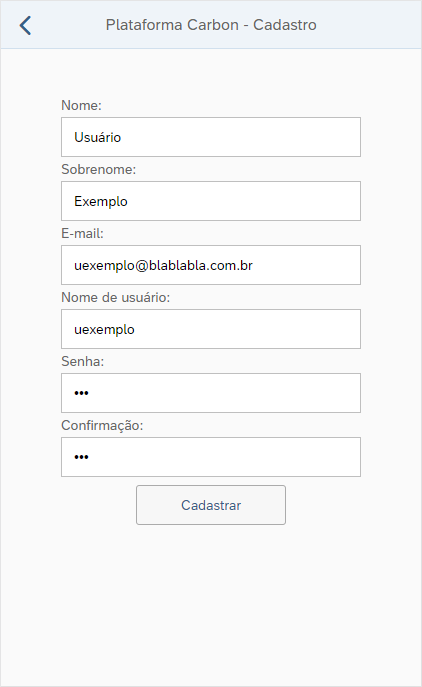 Plataforma Carbon - Cadastro
Nome:
Usuário
Sobrenome:
Exemplo
E-mail:
uexemplo@blablabla.com.br
Nome de usuário:
uexemplo
Senha:
•••
Confirmação:
•••
Cadastrar